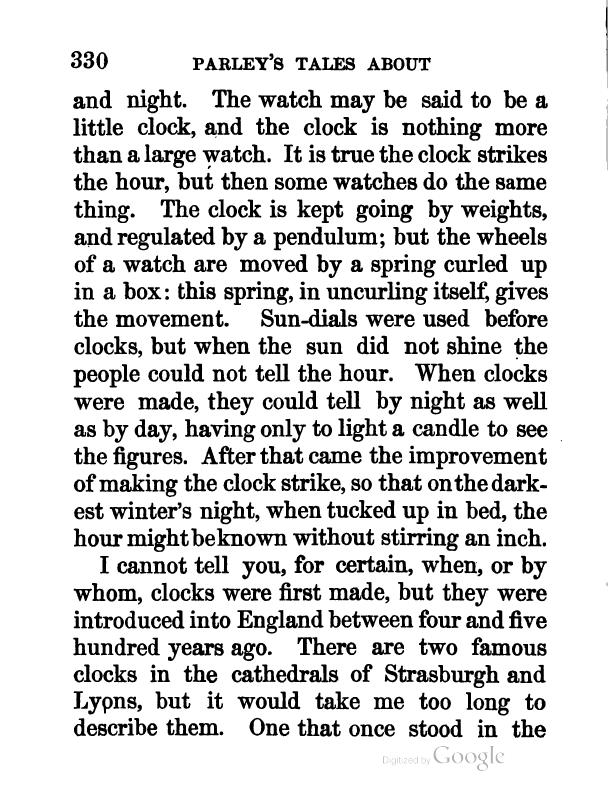 330 PARLEY'S TALES ABOUT
and night. The watch may be said to be a
little clock, and the clock is nothing more
than a large watch. It is true the clock strikes
the hour, but then some watches do the same
thing. The clock is kept going by weights,
and regulated by a pendulum; but the wheels
of a watch are moved by a spring curled up
in a box: this spring, in uncurling itself, gives
the movement. Sun-dials were used before
clocks, but when the sun did not shine the
people could not tell the hour. When clocks
were made, they could tell by night as well
as by day, having only to light a candle to see
the figures. After that came the improvement
of making the clock strike, so that on the dark-
est winter's night, when tucked up in bed, the
hour might be known without stirring an inch.
I cannot tell you, for certain, when, or by
whom, clocks were first made, but they were
introduced into England between four and five
hundred years ago. There are two famous
clocks in the cathedrals of Strasburgh and
Lyons, but it would take me too long to
describe them. One that once stood in the
Digitized by Google